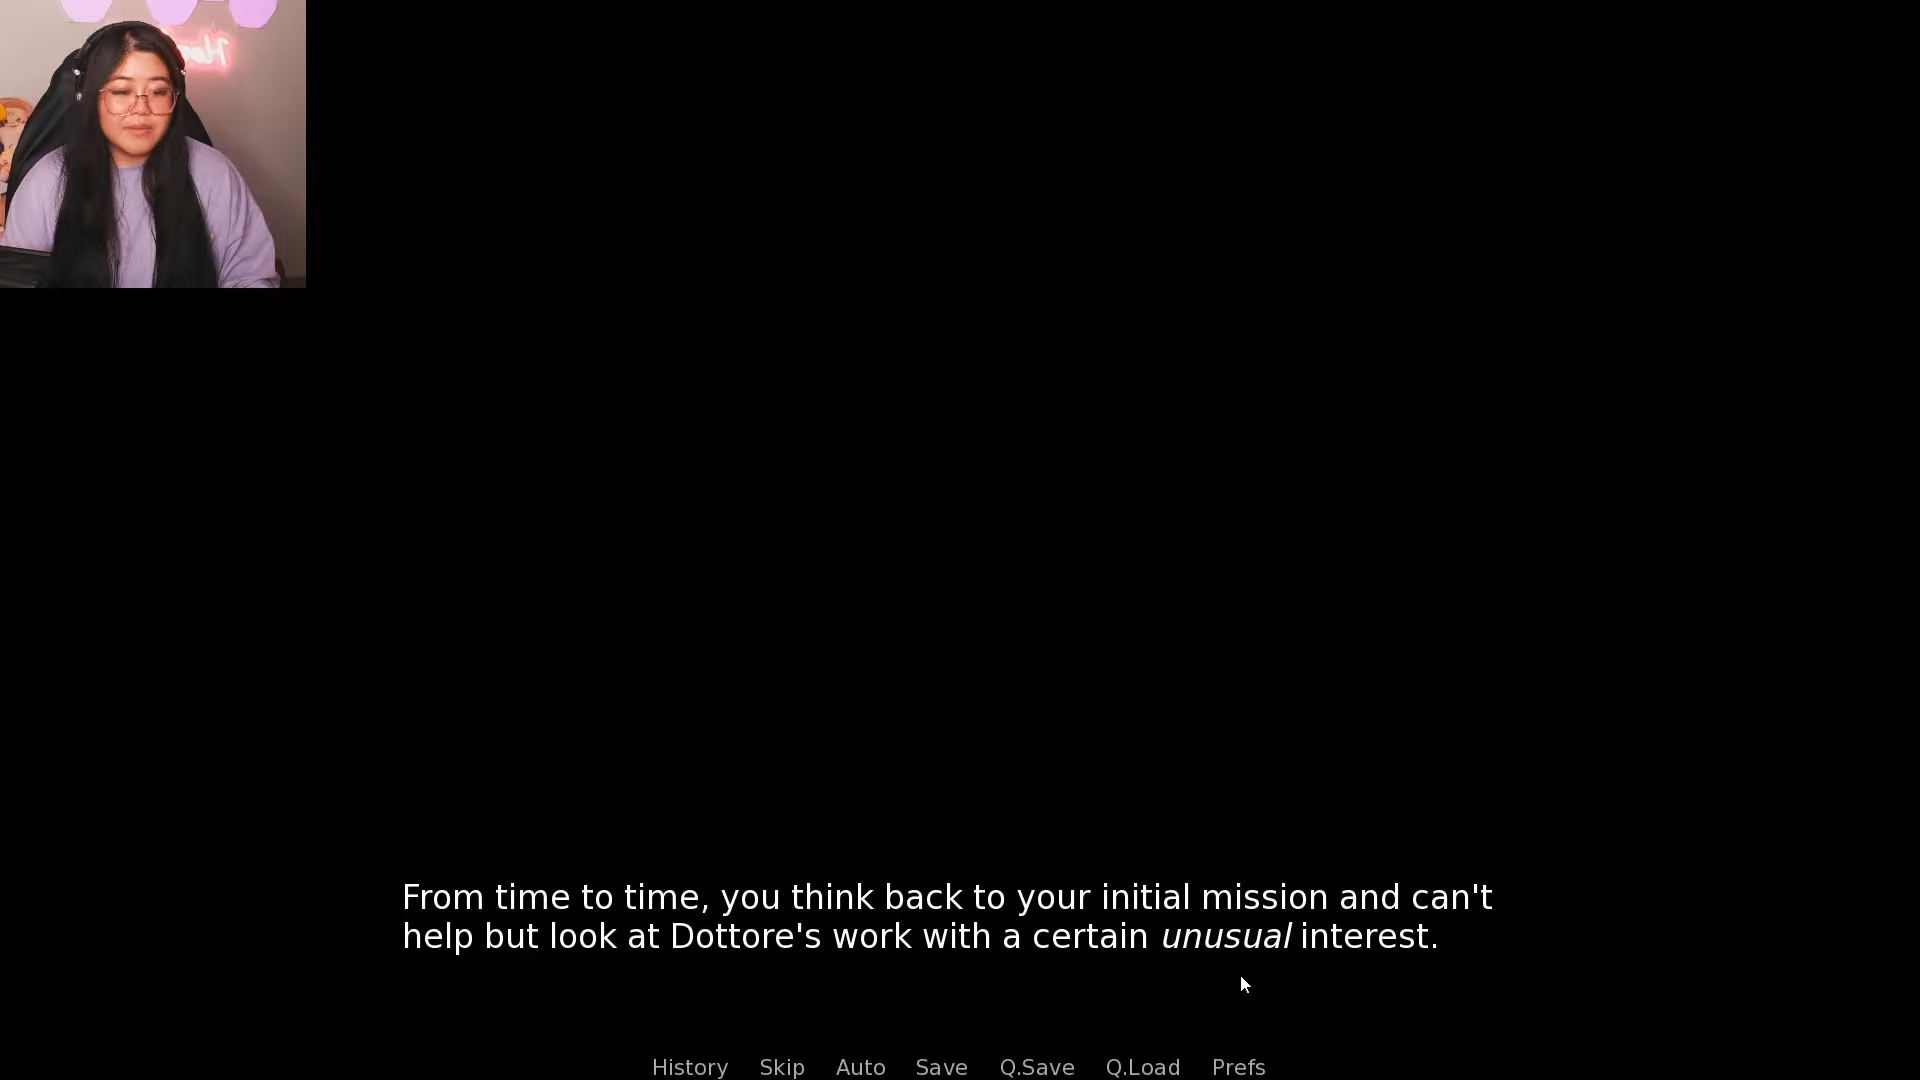 From time to time, you think back to your initial mission and can't
help but look at Dottore's work with a certain unusual interest.
History Skip Auto Save Q.Save Q.Load Prefs